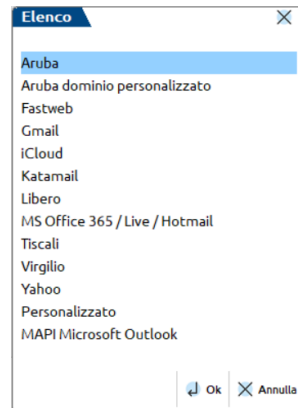 Elenco
Aruba
Aruba dominio personalizzato
Fastweb
Gmail
iCloud
Katamail
Libero
MS Office 365 / Live / Hotmail
Tiscali
Virgilio
Yahoo
Personalizzato
MAPI Microsoft Outlook
Ok Annulla